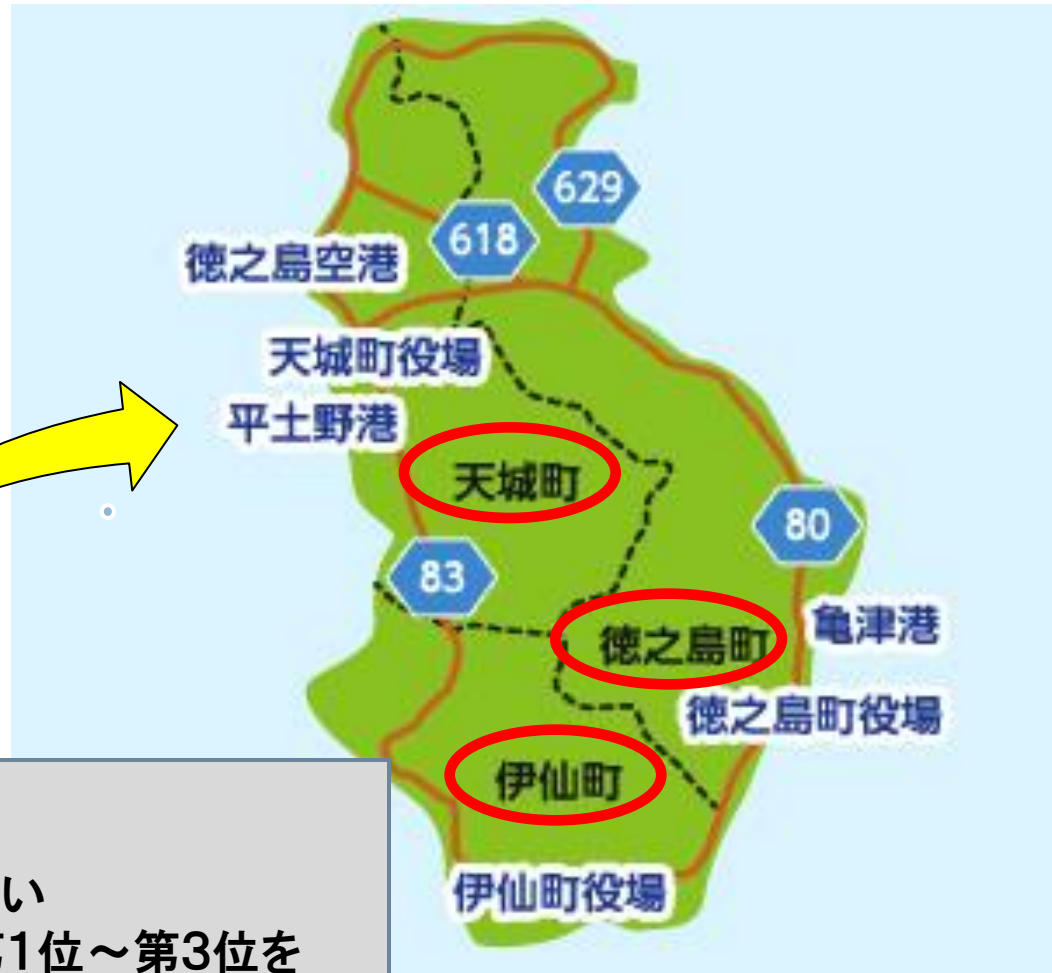 629
618
徳之島空港
天城町役場
平土野港
天城町
80
83
亀津港
徳之島町
徳之島町役場
伊仙町
伊仙町役場
い
第1位～第3位を